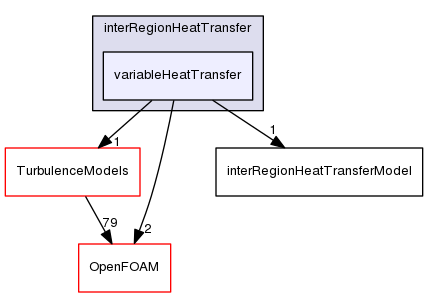 interRegionHeatTransfer
variableHeatTransfer
1
1
TurbulenceModels
interRegionHeatTransferModel
79
2
OpenFOAM